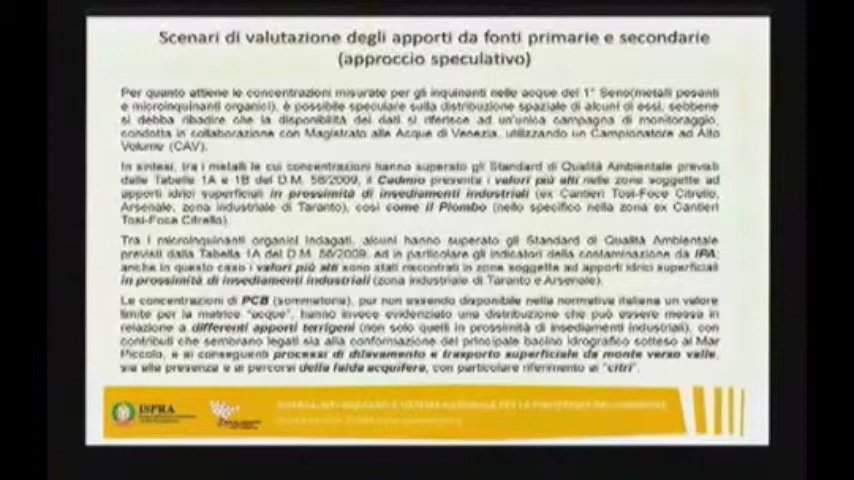 Scenari di valutazione degli apporti da fonti primarie e secondarie
(approccio speculativo)
Per quanto attiene le concentrazioni misurate per gli inquinanti nelle acque del 1° Seno(metalli pesanti
e microinquinanti organici), è possibile speculare sulla distribuzione spaziale di alcuni di essi, sebbene
si debba ribadire che la disponibilità dei dati si riferisce ad un'unica campagna di monitoraggio,
condotta in collaborazione con Magistrato alle Acque di Venezia, utilizzando un Campionatore ad Alto
Volume (CAV).
In sintesi, tra i metalli le cui concentrazioni hanno superato gli Standard di Qualità Ambientale previsti
dalle Tabelle 1A e 1B del D.M. 56/2009, il Cadmio presenta i valori più alti nelle zone soggette ad
apporti idrici superficiali in prossimità di insediamenti industriali (ex Cantieri Tosi-Foce Citrello,
Arsenale, zona industriale di Taranto), così come il Piombo (nello specifico nella zona ex Cantieri
Tosi-Foca Citrello)
Tra i microinquinanti organici indagati, alcuni hanno superato gli Standard di Qualità Ambientale
previsti dalla Tabella 1A del D.M. 56/2009, ed in particolare gli indicatori della contaminazione da IPA;
anche in questo caso i valori più alti sono stati riscontrati in zone soggette ad apporti idrici superficiali
in prossimità di insediamenti industriali (zona industriale di Taranto e Arsenale).
Le concentrazioni di PCB (sommatoria), pur non essendo disponibile nella normativa italiana un valore
limite per la matrice "acque", hanno invece evidenziato una distribuzione che può essere messa in
relazione a differenti apporti terrigeni (non solo quelli in prossimità di insediamenti industriali), con
contributi che sembrano legati sia alla conformazione del principale bacino idrografico sotteso al Mar
Piccolo, e ai conseguenti processi di dilavamento e trasporto superficiale da monte verso valle,
sia alla presenza e ai percorsi della falda acquifera, con particolare riferimento ai "citri".
ISPRA